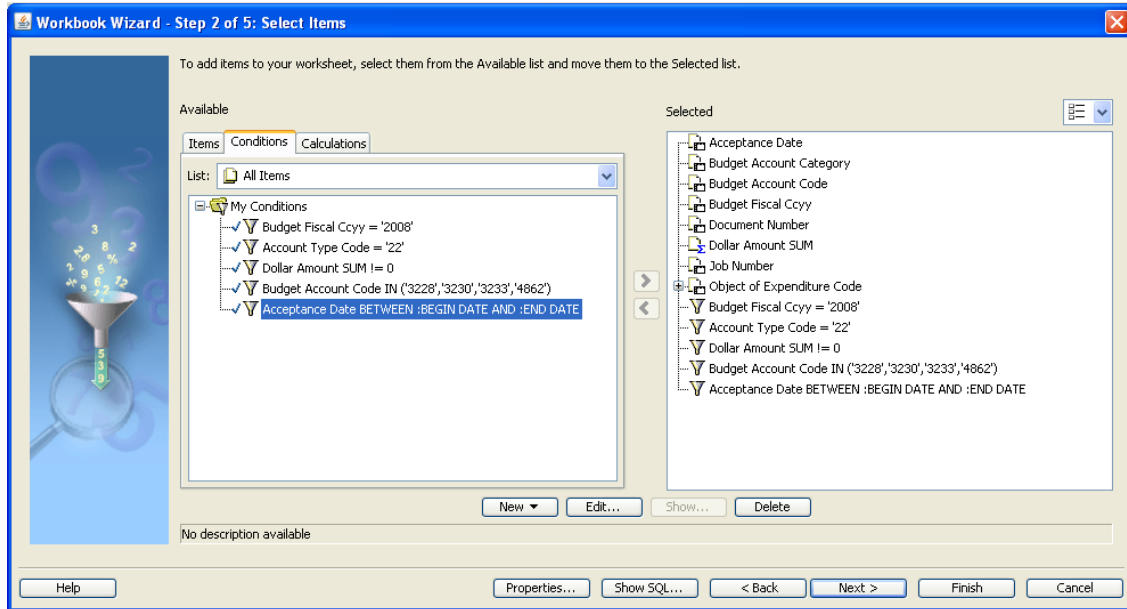 Workbook Wizard - Step 2 of 5: Select Items
To add items to your worksheet, select them from the Available list and move them to the Selected list.
Available
Items Conditions Calculations
List: All Items
My Conditions
Budget Fiscal Ccyy = '2008'
Account Type Code = '22'
Dollar Amount SUM != 0
Budget Account Code IN ('3228','3230','3233','4862')
Acceptance Date BETWEEN :BEGIN DATE AND :END DATE
Selected
Acceptance Date
Budget Account Category
Budget Account Code
Budget Fiscal Ccyy
Document Number
Dollar Amount SUM
Job Number
Object of Expenditure Code
Budget Fiscal Ccyy = '2008'
Account Type Code = '22'
Dollar Amount SUM != 0
Budget Account Code IN ('3228','3230','3233','4862')
Acceptance Date BETWEEN :BEGIN DATE AND :END DATE
New Edit... Show... Delete
No description available
Help Properties... Show SQL... < Back Next > Finish Cancel